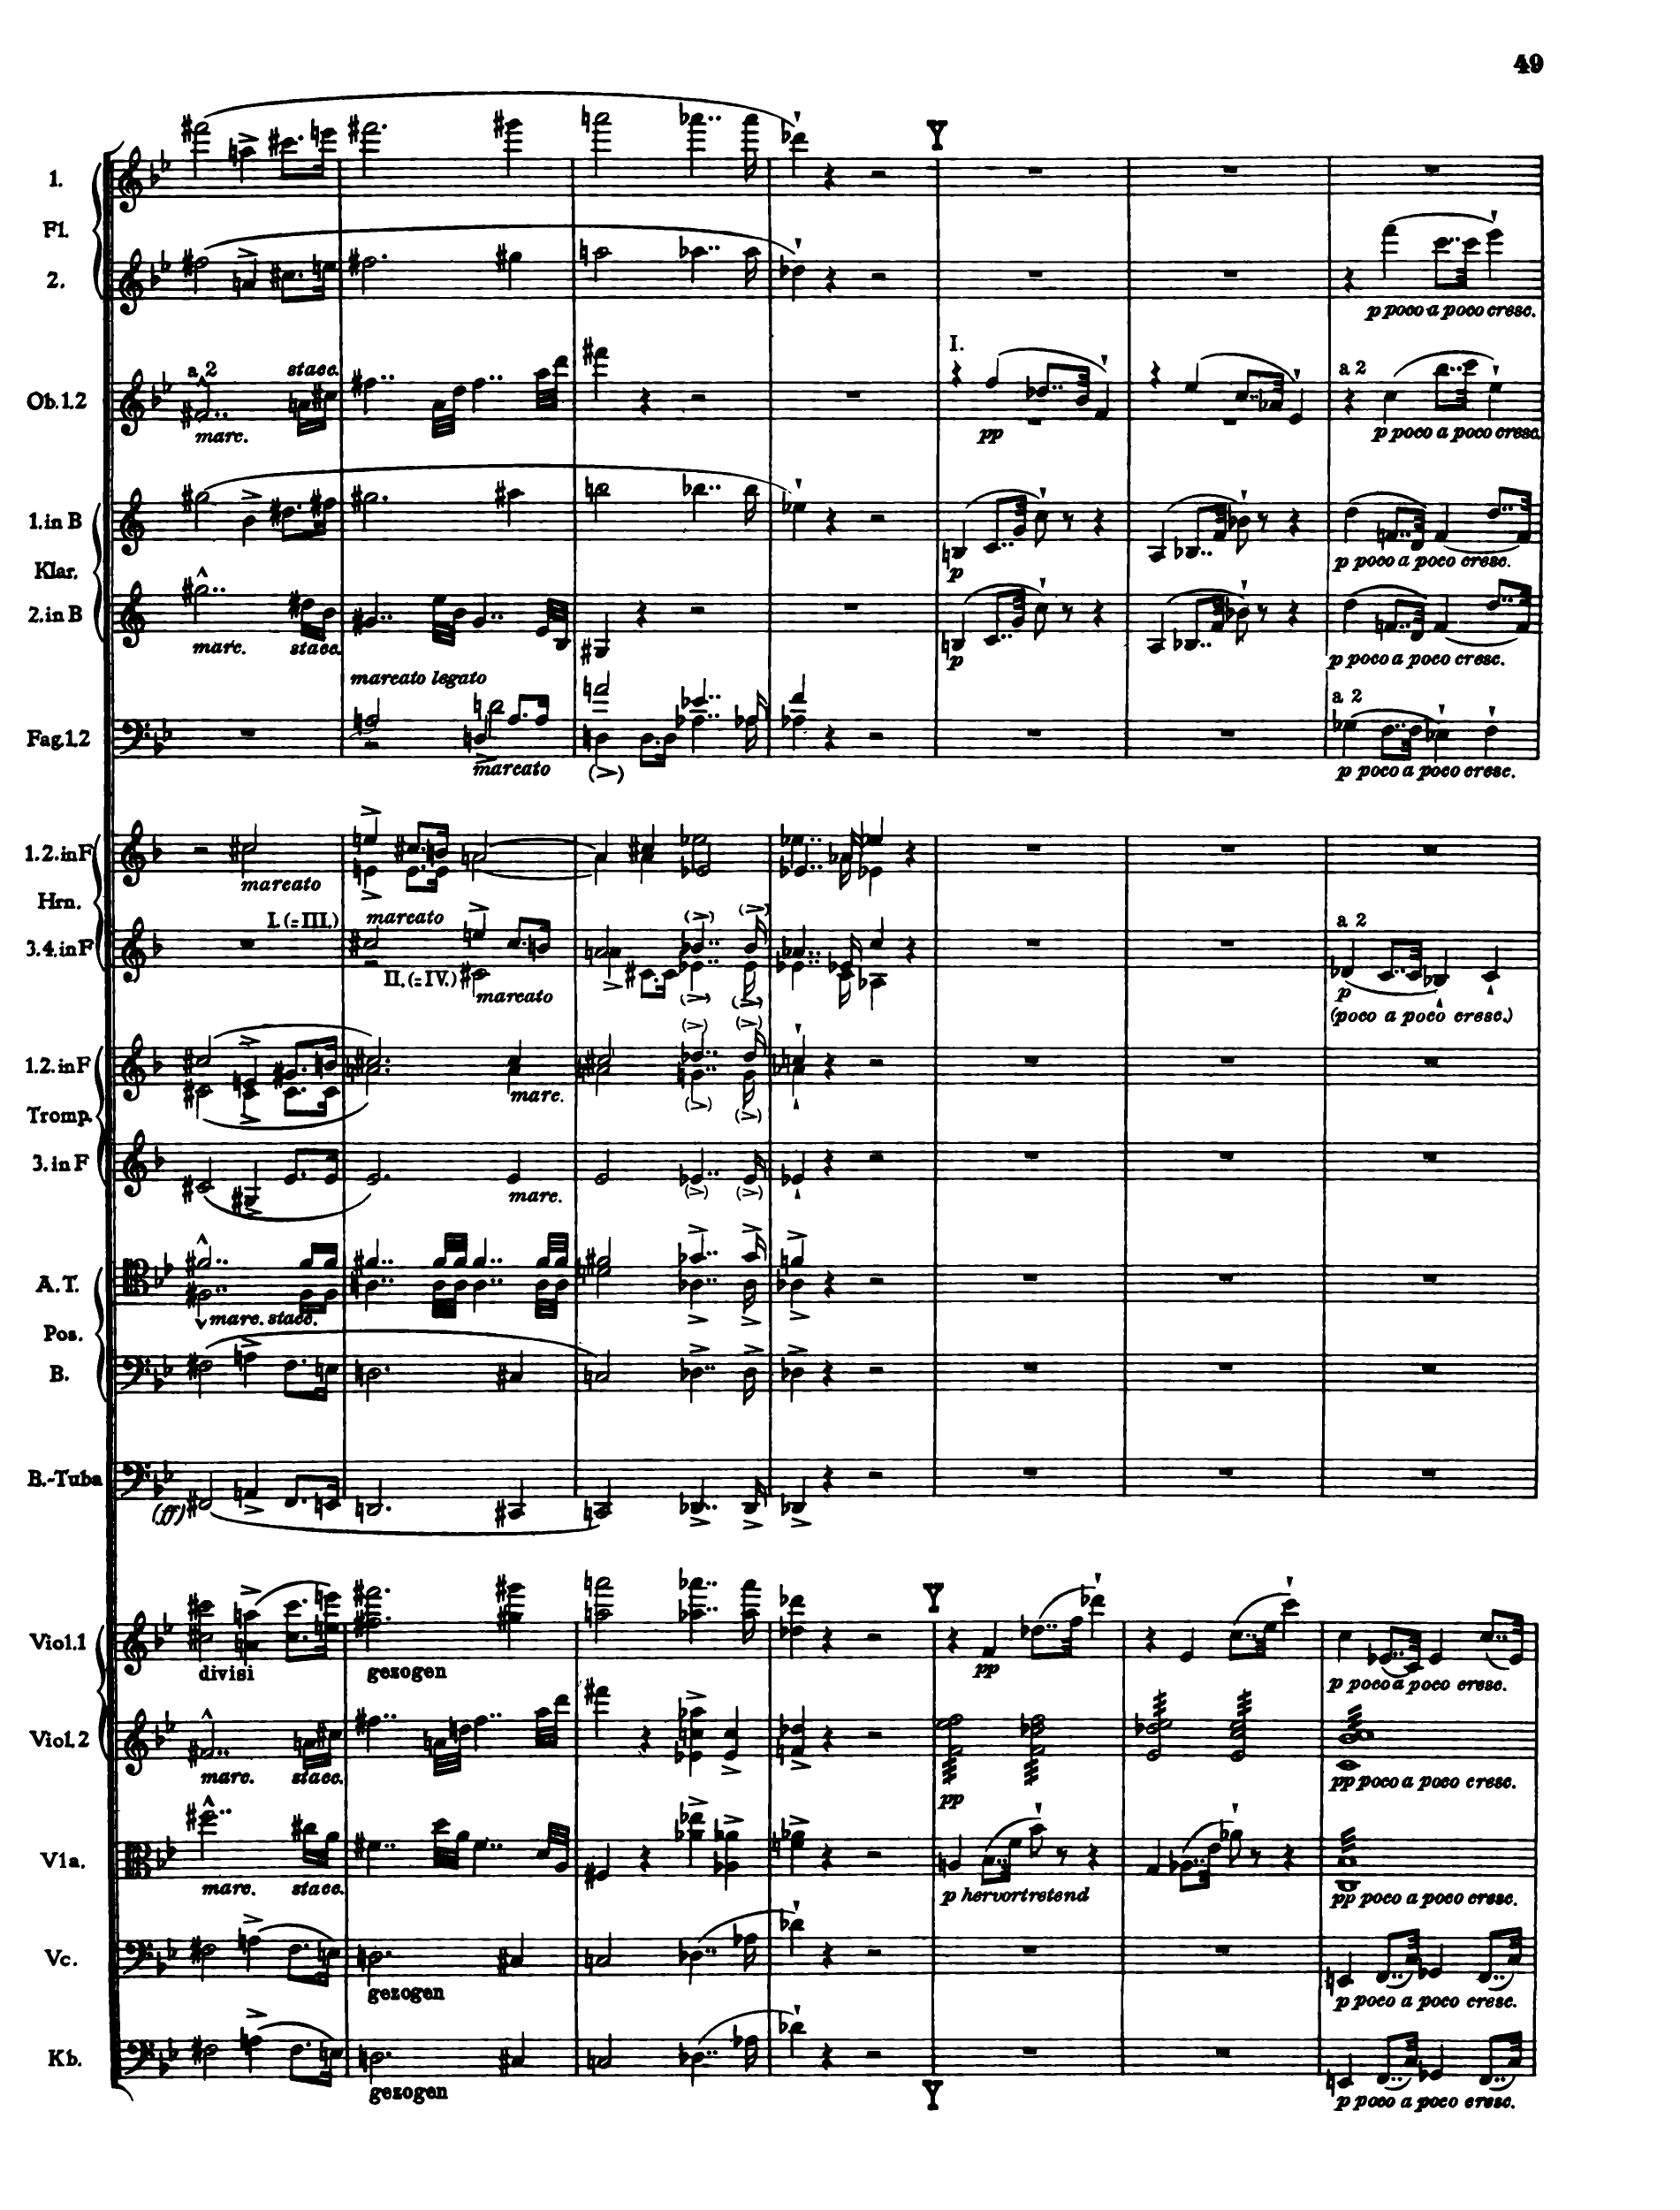 49
Y
1.
Fl.
2.
I.
a 2 stacc. a 2
Ob.1.2
marc. pp p poco a poco cresc.
p poco a poco cresc.
1. in B
p p poco a poco cresc.
Klar.
2. in B
marc. stacc. p p poco a poco cresc.
marcato legato a 2
Fag.1.2
marcato (>) p poco a poco cresc.
1.2. in F
marcato
Hrn.
I. (=III.) marcato a 2
3.4. in F
II. (=IV.) marcato p
(poco a poco cresc.)
1.2. in F
marc.
Tromp.
3. in F
marc.
A.T.
marc. stacc.
Pos.
B.
B.-Tuba
(ff)
Y
Viol.1
divisi gezogen pp p poco a poco cresc.
Viol.2
marc. stacc. pp pp poco a poco cresc.
Vla.
marc. stacc. p hervortretend pp poco a poco cresc.
Vc.
gezogen p poco a poco cresc.
Kb.
gezogen Y p poco a poco cresc.